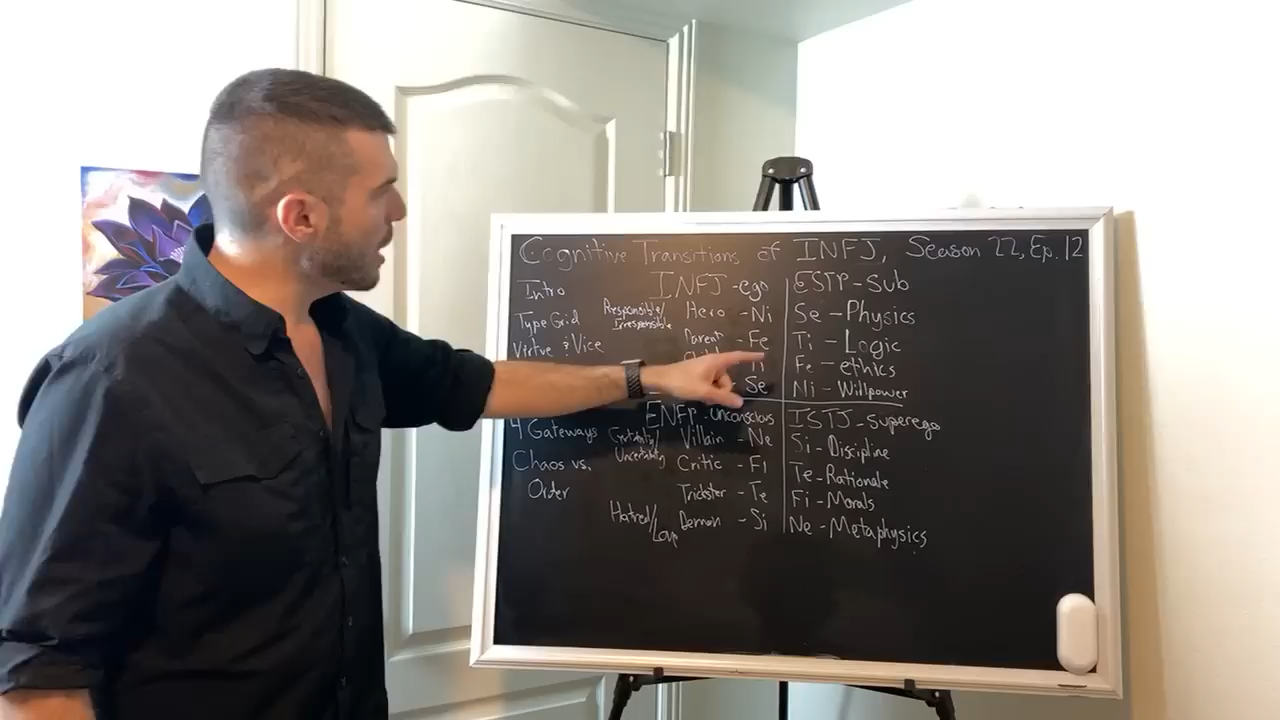 Cognitive Transitions of INFJ, Season 22, Ep. 12
Intro
Type Grid
Virtue & Vice
4 Gateways
Chaos vs.
Order
INFJ-ego
Responsible/
Irresponsible
Hero - Ni
Parent - Fe
Ti
- Se
ESTP-Sub
Se - Physics
Ti - Logic
Fe - ethics
Ni - Willpower
ENFP-Unconscious
Certainty/
Uncertainty
Villain - Ne
Critic - Fi
Trickster - Te
Hatred/
Love
Demon - Si
ISTJ-Superego
Si - Discipline
Te - Rationale
Fi - Morals
Ne - Metaphysics